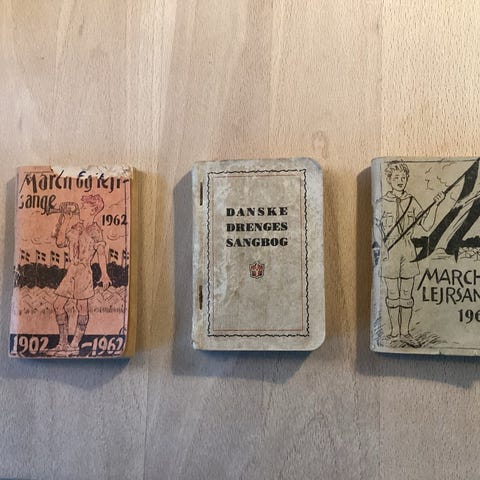 March og lejr-
sange
1962
1902 -1962
DANSKE
DRENGES
SANGBOG
MARCH
LEJRSAN
196